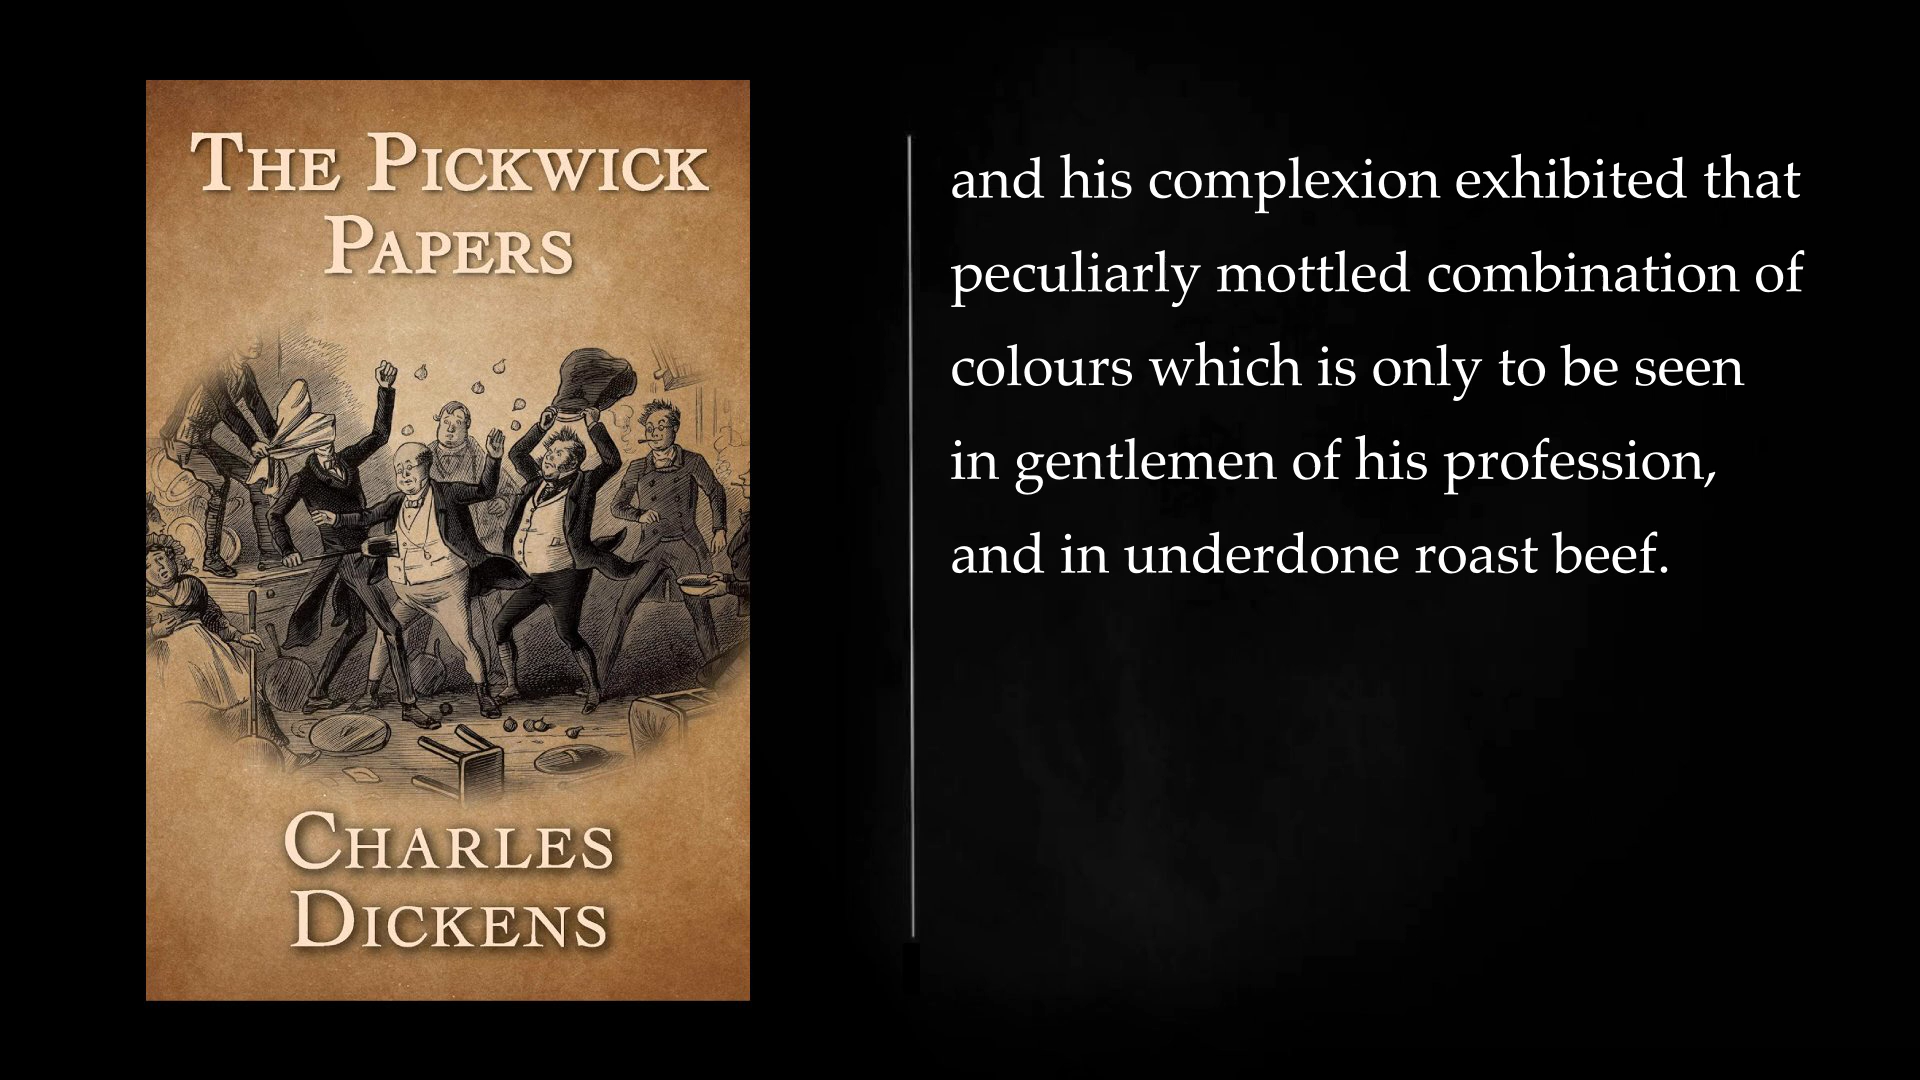 The Pickwick
Papers
Charles
Dickens
and his complexion exhibited that
peculiarly mottled combination of
colours which is only to be seen
in gentlemen of his profession,
and in underdone roast beef.